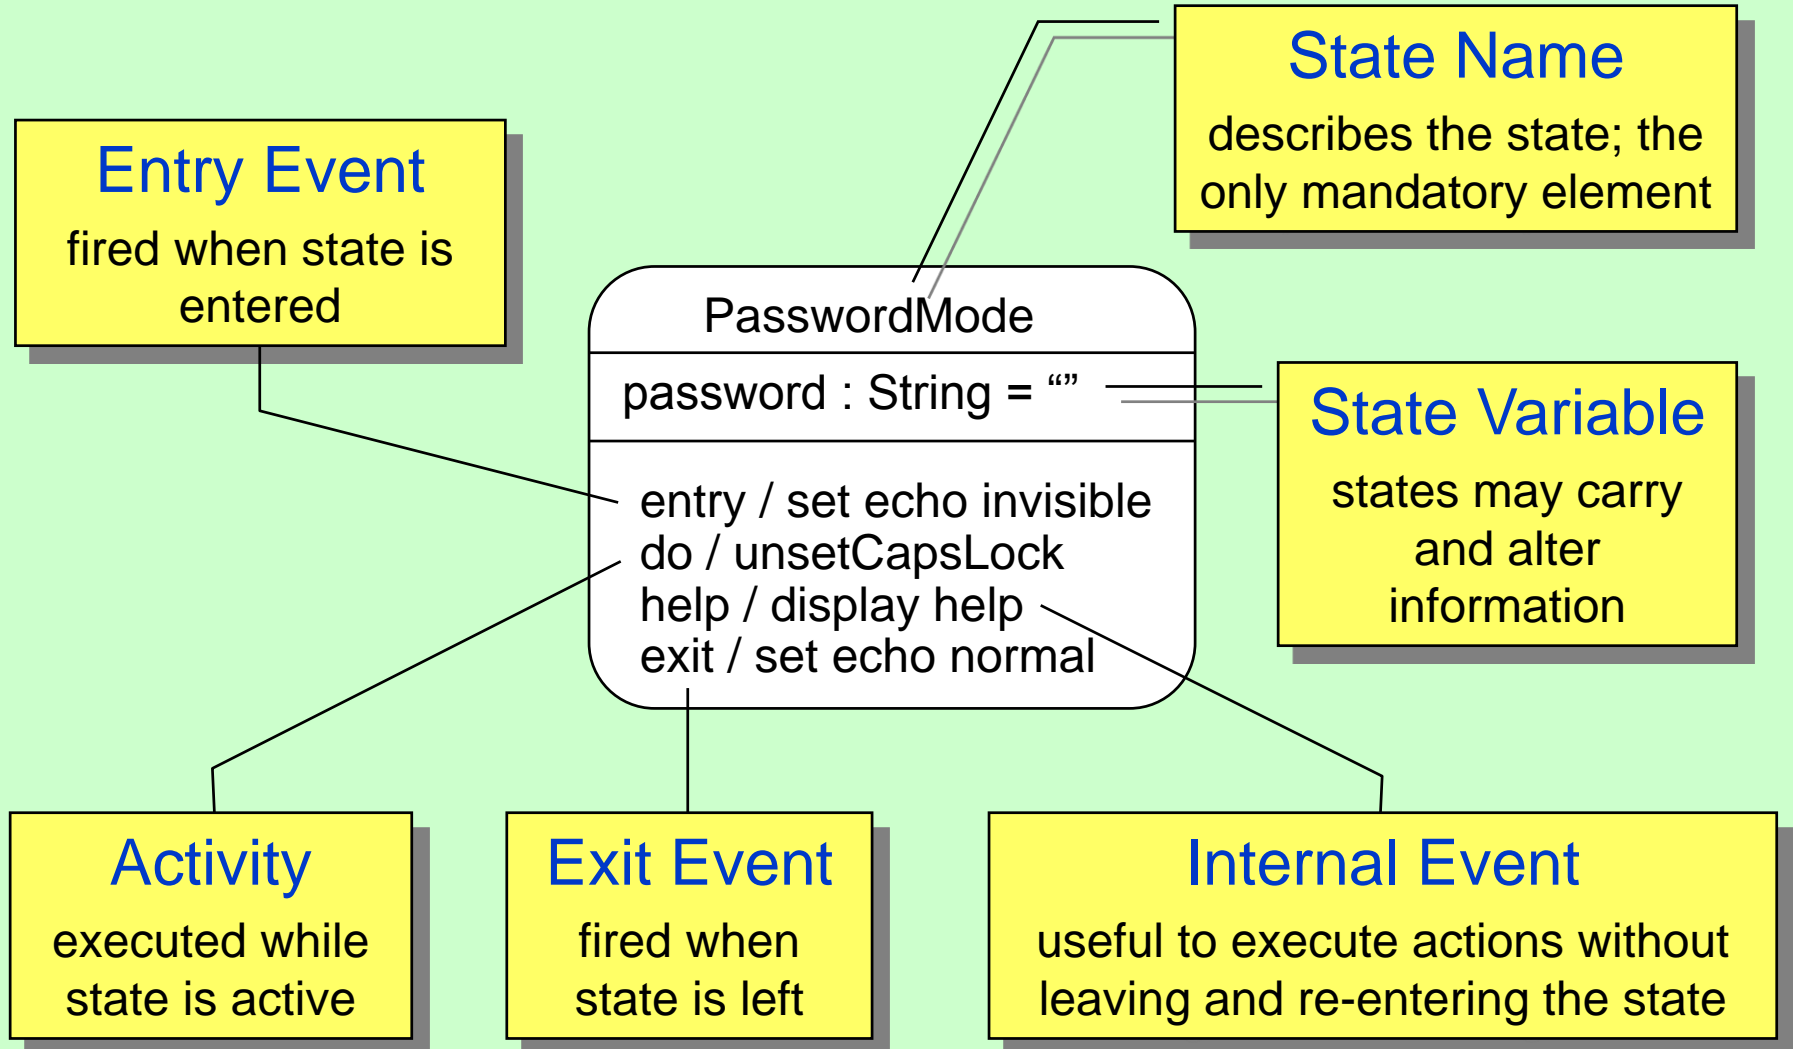 State Name
describes the state; the
only mandatory element
Entry Event
fired when state is
entered
PasswordMode
password : String = “”
State Variable
states may carry
and alter
information
entry / set echo invisible
do / unsetCapsLock
help / display help
exit / set echo normal
Activity
executed while
state is active
Exit Event
fired when
state is left
Internal Event
useful to execute actions without
leaving and re-entering the state